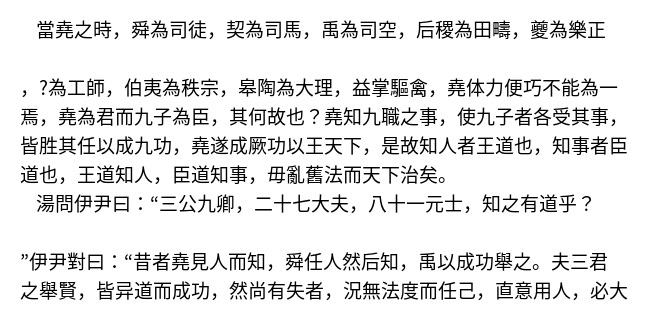 當堯之時，舜為司徒，契為司馬，禹為司空，后稷為田疇，夔為樂正
，?為工師，伯夷為秩宗，皋陶為大理，益掌驅禽，堯体力便巧不能為一
焉，堯為君而九子為臣，其何故也？堯知九職之事，使九子者各受其事，
皆胜其任以成九功，堯遂成厥功以王天下，是故知人者王道也，知事者臣
道也，王道知人，臣道知事，毋亂舊法而天下治矣。
湯問伊尹曰：“三公九卿，二十七大夫，八十一元士，知之有道乎？
”伊尹對曰：“昔者堯見人而知，舜任人然后知，禹以成功舉之。夫三君
之舉賢，皆异道而成功，然尚有失者，況無法度而任己，直意用人，必大